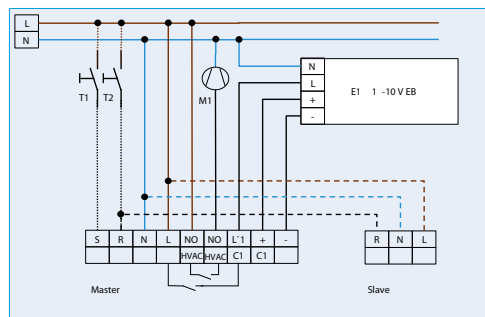 L
N
T1 T2
M1
N
L
+
-
E1 1 -10 V EB
S R N L NO NO L'1 + -
HVAC HVAC C1 C1
R N L
Master
Slave